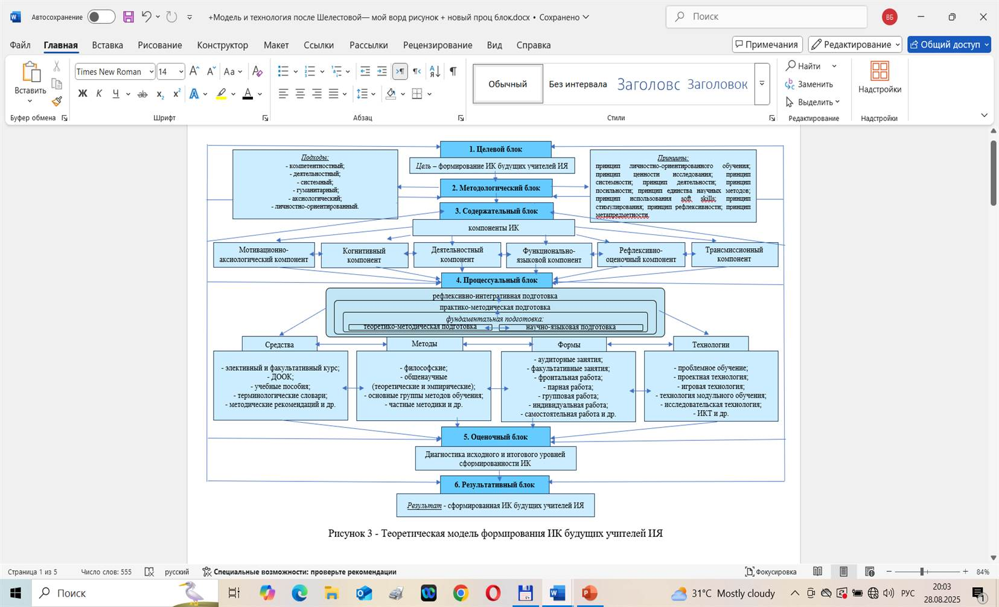 Автосохранение
+Модель и технология после Шелестовой— мой ворд рисунок + новый проц блок.docx • Сохранено
Поиск
ВБ
Файл Главная Вставка Рисование Конструктор Макет Ссылки Рассылки Рецензирование Вид Справка
Примечания Редактирование Общий доступ
Вставить
Times New Roman 14
Обычный Без интервала Заголовс Заголовок
Найти
Заменить
Выделить
Надстройки
Буфер обмена Шрифт Абзац Стили Редактирование Надстройки
1. Целевой блок
Цель – формирование ИК будущих учителей ИЯ
Подходы:
- компетентностный;
- деятельностный;
- системный;
- гуманитарный;
- аксиологический;
- личностно-ориентированный.
Принципы:
принцип личностно-ориентированного обучения;
принцип ценности исследования; принцип
системности; принцип деятельности; принцип
посильности; принцип единства научных методов;
принцип использования soft skills; принцип
стимулирования; принцип рефлексивности; принцип
метапредметности.
2. Методологический блок
3. Содержательный блок
компоненты ИК
Мотивационно-
аксиологический компонент
Когнитивный
компонент
Деятельностный
компонент
Функционально-
языковой компонент
Рефлексивно-
оценочный компонент
Трансмиссионный
компонент
4. Процессуальный блок
рефлексивно-интегративная подготовка
практико-методическая подготовка
фундаментальная подготовка:
теоретико-методическая подготовка
научно-языковая подготовка
Средства
Методы
Формы
Технологии
- элективный и факультативный курс;
- ДООК;
- учебные пособия;
- терминологические словари;
- методические рекомендаций и др.
- философские;
- общенаучные
(теоретические и эмпирические);
- основные группы методов обучения;
- частные методики и др.
- аудиторные занятия;
- факультативные занятия;
- фронтальная работа;
- парная работа;
- групповая работа;
- индивидуальная работа;
- самостоятельная работа и др.
- проблемное обучение;
- проектная технология;
- игровая технология;
- технология модульного обучения;
- исследовательская технология;
- ИКТ и др.
5. Оценочный блок
Диагностика исходного и итогового уровней
сформированности ИК
6. Результативный блок
Результат - сформированная ИК будущих учителей ИЯ
Рисунок 3 - Теоретическая модель формирования ИК будущих учителей ИЯ
Страница 1 из 5 Число слов: 555 русский Специальные возможности: проверьте рекомендации
Фокусировка 84%
Поиск
31°C Mostly cloudy
РУС
20:03
28.08.2025
1